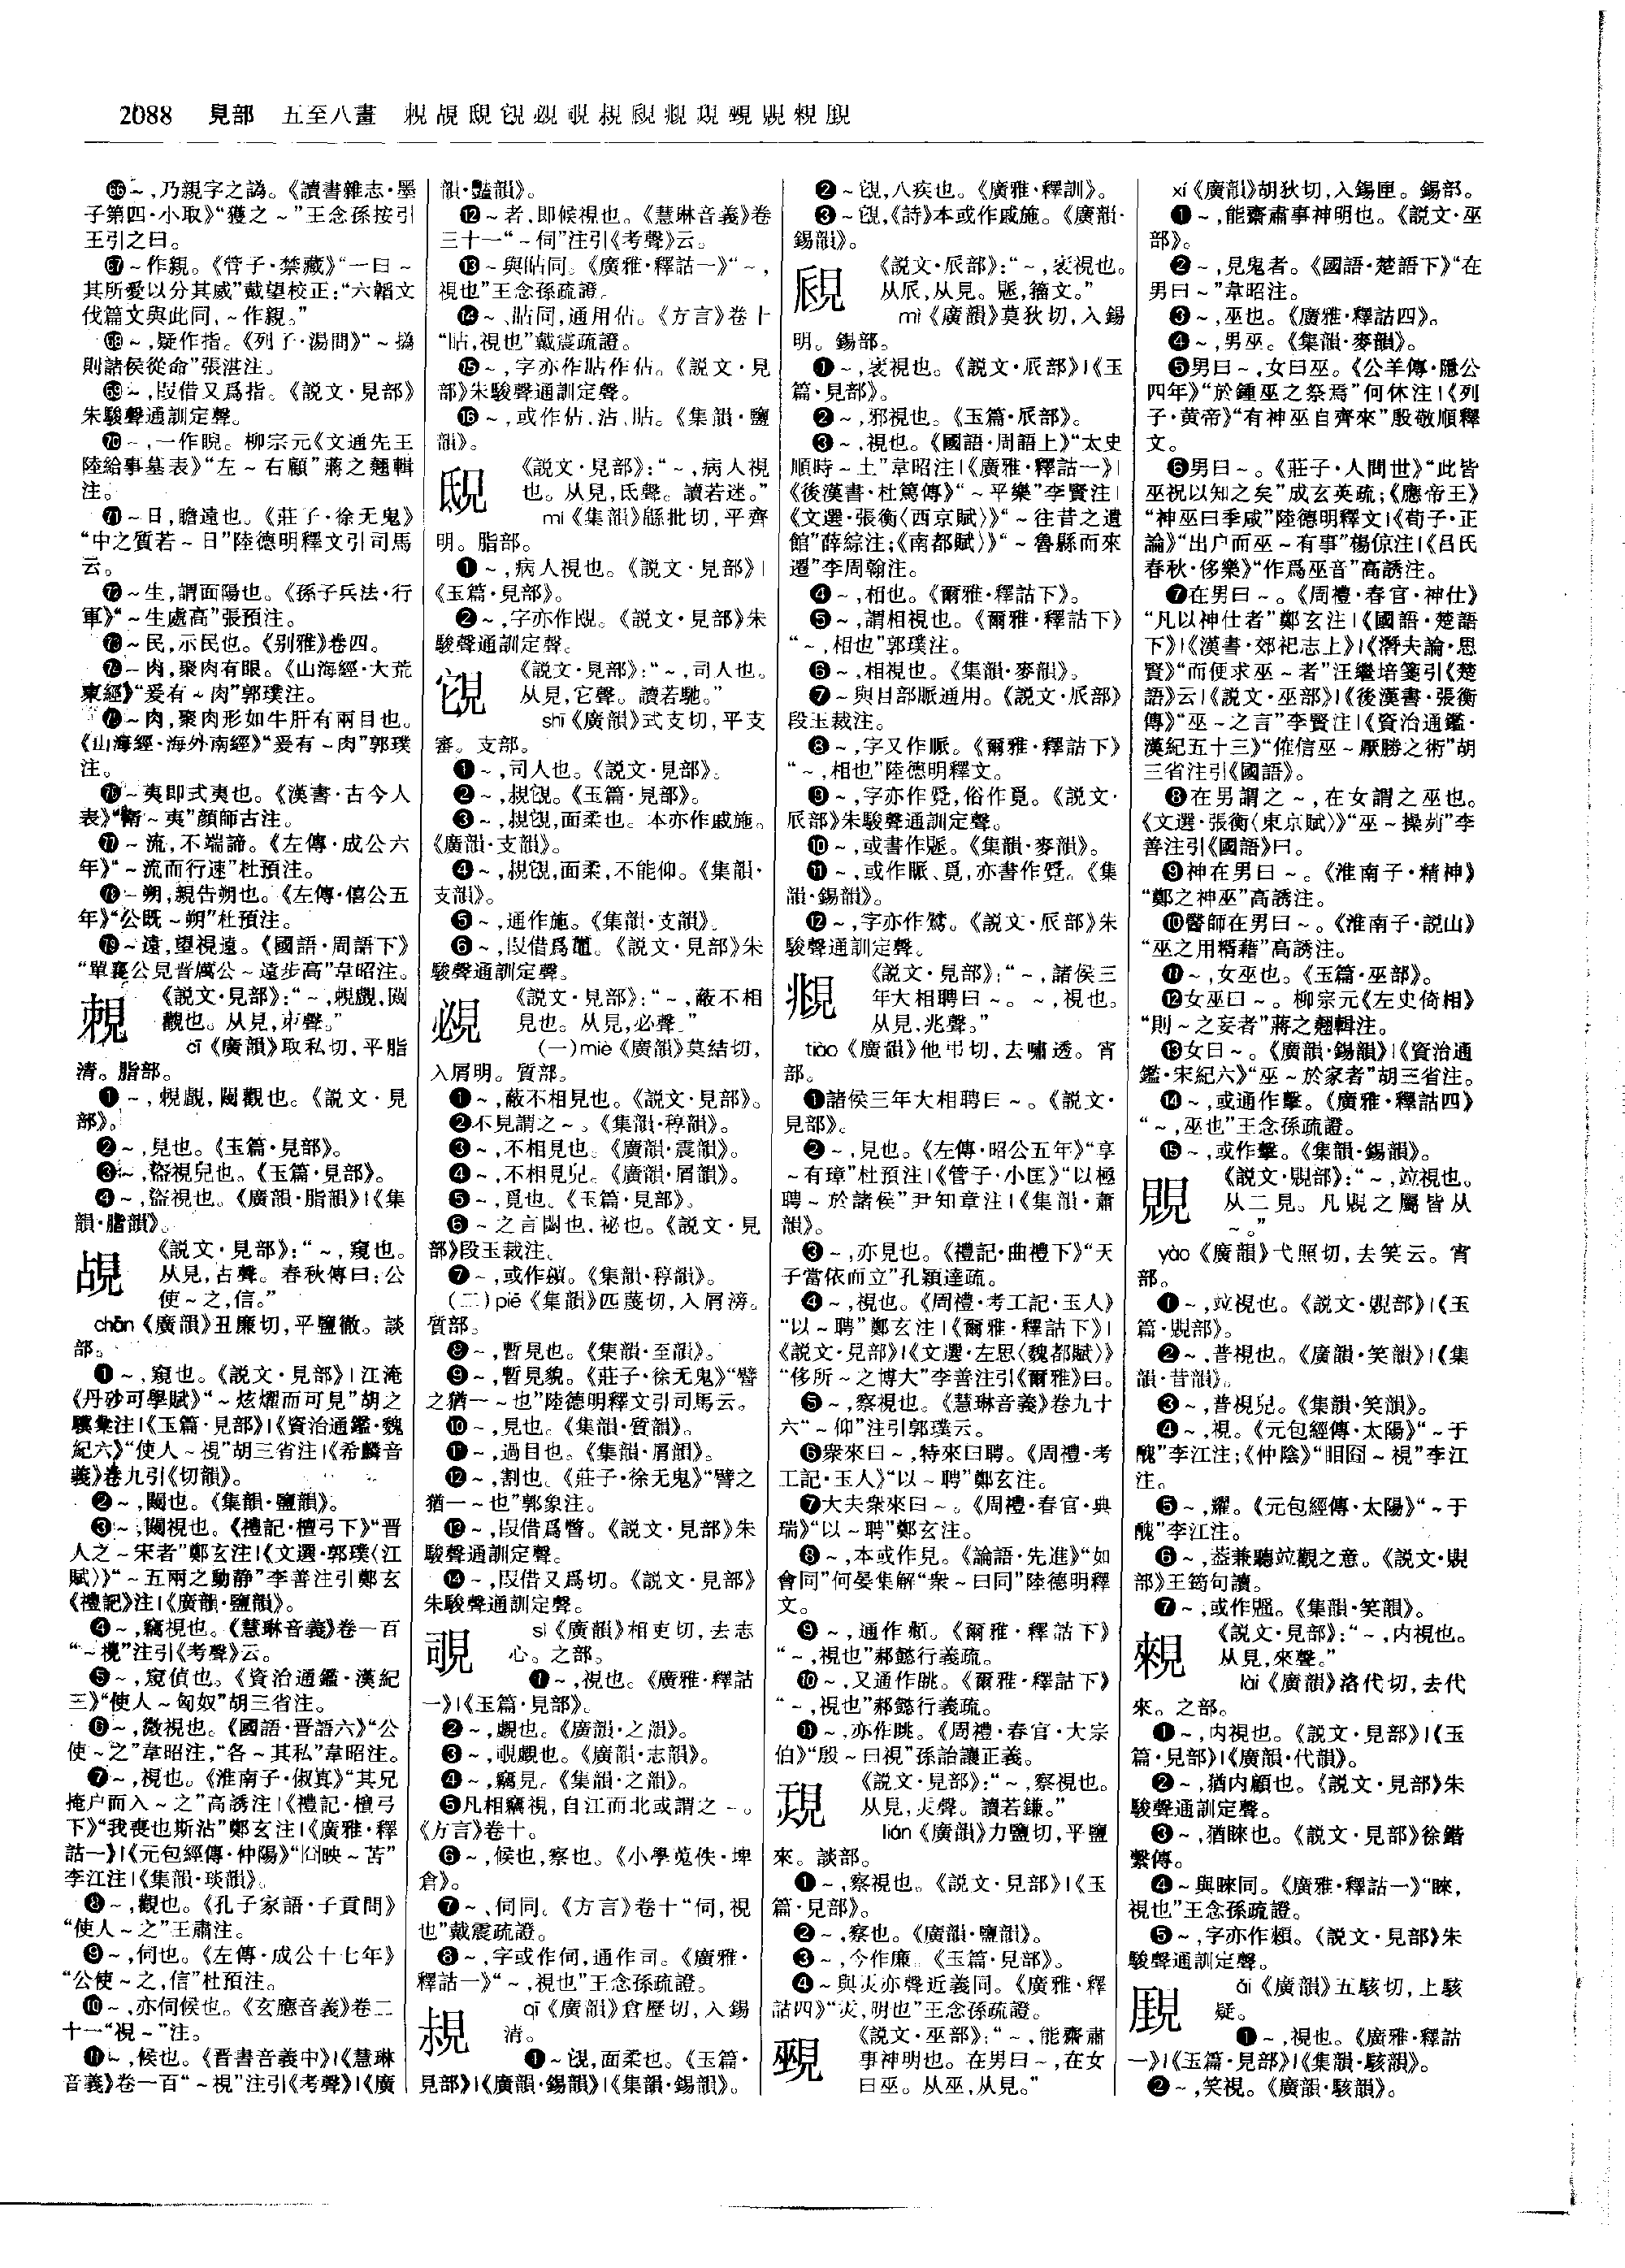 2088 見部 五至八畫 䙼覘䙿覙覕覗䙾覛覜䚀覡覞䚅䚊
㊅㊅~,乃親字之譌。《讀書雜志·墨
子第四·小取》“獲之~”王念孫按引
王引之曰。
~作親。《管子·禁藏》“一曰~
其所愛以分其威”戴望校正:“六韜文
伐篇文與此同,~作親。”
~,疑作指。《列子·湯問》“~撝
則諸侯從命”張湛注。
~,叚借又爲指。《説文·見部》
朱駿聲通訓定聲。
~,一作睨。柳宗元《文通先王
陸給事墓表》“左~右顧”蔣之翹輯
注。
~日,瞻遠也。《莊子·徐无鬼》
“中之質若~日”陸德明釋文引司馬
云。
~生,謂面陽也。《孫子兵法·行
軍》“~生處高”張預注。
~民,示民也。《别雅》卷四。
~肉,聚肉有眼。《山海經·大荒
東經》“爰有~肉”郭璞注。
~肉,聚肉形如牛肝有兩目也。
《山海經·海外南經》“爰有~肉”郭璞
注。
~夷即式夷也。《漢書·古今人
表》“衛~夷”顔師古注。
~流,不端諦。《左傳·成公六
年》“~流而行速”杜預注。
~朔,親告朔也。《左傳·僖公五
年》“公既~朔”杜預注。
~遠,望視遠。《國語·周語下》
“單襄公見晉厲公~遠步高”韋昭注。
《説文·見部》:“~,䙼覷,闚
觀也。从見,朿聲。”
cī《廣韻》取私切,平脂
清。脂部。
❶~,䙼覷,闚觀也。《説文·見
部》。
❷~,皃也。《玉篇·見部》。
❸~,盜視皃也。《玉篇·見部》。
❹~,盜視也。《廣韻·脂韻》|《集
韻·脂韻》。
覘 《説文·見部》:“~,窺也。
从見,占聲。春秋傳曰:公
使~之,信。”
chān《廣韻》丑廉切,平鹽徹。談
部。
❶~,窺也。《説文·見部》|江淹
《丹砂可學賦》“~炫燿而可見”胡之
驥彙注|《玉篇·見部》|《資治通鑑·魏
紀六》“使人~視”胡三省注|《希麟音
義》卷九引《切韻》。
❷~,闚也。《集韻·鹽韻》。
❸~,闚視也。《禮記·檀弓下》“晉
人之~宋者”鄭玄注|《文選·郭璞〈江
賦〉》“~五兩之動静”李善注引鄭玄
《禮記》注|《廣韻·鹽韻》。
❹~,竊視也。《慧琳音義》卷一百
“~㰖”注引《考聲》云。
❺~,窺偵也。《資治通鑑·漢紀
三》“使人~匈奴”胡三省注。
❻~,微視也。《國語·晉語六》“公
使~之”韋昭注,“各~其私”韋昭注。
❼~,視也。《淮南子·俶真》“其兄
掩户而入~之”高誘注|《禮記·檀弓
下》“我喪也斯沾”鄭玄注|《廣雅·釋
詁一》|《元包經傳·仲陽》“~苦”
李江注|《集韻·琰韻》。
❽~,觀也。《孔子家語·子貢問》
“使人~之”王肅注。
❾~,伺也。《左傳·成公十七年》
“公使~之,信”杜預注。
❿~,亦伺候也。《玄應音義》卷二
十一“視~”注。
⓫~,候也。《晉書音義中》|《慧琳
音義》卷一百“~視”注引《考聲》|《廣
韻·豔韻》。
⓬~者,即候視也。《慧琳音義》卷
三十一“~伺”注引《考聲》云。
⓭~與貼同。《廣雅·釋詁一》“~,
視也”王念孫疏證。
⓮~、貼同,通用佔。《方言》卷十
“貼,視也”戴震疏證。
⓯~,字亦作貼作佔。《説文·見
部》朱駿聲通訓定聲。
⓰~,或作佔、沾、貼。《集韻·鹽
韻》。
《説文·見部》:“~,病人視
也。从見,氐聲。讀若迷。”
mí《集韻》緜批切,平齊
明。脂部。
❶~,病人視也。《説文·見部》|
《玉篇·見部》。
❷~,字亦作䀛。《説文·見部》朱
駿聲通訓定聲。
覙 《説文·見部》:“~,司人也。
从見,它聲。讀若馳。”
shī《廣韻》式支切,平支
審。支部。
❶~,司人也。《説文·見部》。
❷~,䙾覙。《玉篇·見部》。
❸~,䙾覙,面柔也。本亦作戚施。
《廣韻·支韻》。
❹~,䙾覙,面柔,不能仰。《集韻·
支韻》。
❺~,通作施。《集韻·支韻》。
❻~,叚借爲䵹。《説文·見部》朱
駿聲通訓定聲。
覕 《説文·見部》:“~,蔽不相
見也。从見,必聲。”
(一)miè《廣韻》莫結切,
入屑明。質部。
❶~,蔽不相見也。《説文·見部》。
❷不見謂之~。《集韻·稕韻》。
❸~,不相見也。《廣韻·震韻》。
❹~,不相見皃。《廣韻·屑韻》。
❺~,覓也。《玉篇·見部》。
❻~之言閟也,祕也。《説文·見
部》段玉裁注。
❼~,或作䫾。《集韻·稕韻》。
(二)piē《集韻》匹蔑切,入屑滂。
質部。
❽~,暫見也。《集韻·至韻》。
❾~,暫見貌。《莊子·徐无鬼》“譬
之猶一~也”陸德明釋文引司馬云。
❿~,見也。《集韻·質韻》。
⓫~,過目也。《集韻·屑韻》。
⓬~,割也。《莊子·徐无鬼》“譬之
猶一~也”郭象注。
⓭~,叚借爲瞥。《説文·見部》朱
駿聲通訓定聲。
⓮~,叚借又爲切。《説文·見部》
朱駿聲通訓定聲。
覗 sì《廣韻》相吏切,去志
心。之部。
❶~,視也。《廣雅·釋詁
一》|《玉篇·見部》。
❷~,覷也。《廣韻·之韻》。
❸~,覗覷也。《廣韻·志韻》。
❹~,竊見。《集韻·之韻》。
❺凡相竊視,自江而北或謂之~。
《方言》卷十。
❻~,候也,察也。《小學蒐佚·埤
倉》。
❼~、伺同。《方言》卷十“伺,視
也”戴震疏證。
❽~,字或作伺,通作司。《廣雅·
釋詁一》“~,視也”王念孫疏證。
qī《廣韻》倉歷切,入錫
清。
❶~覙,面柔也。《玉篇·
見部》|《廣韻·錫韻》|《集韻·錫韻》。
❷~覙,八疾也。《廣雅·釋訓》。
❸~覙,《詩》本或作戚施。《廣韻·
錫韻》。
覛 《説文·𠂢部》:“~,衺視也。
从𠂢,从見。,籀文。”
mì《廣韻》莫狄切,入錫
明。錫部。
❶~,衺視也。《説文·𠂢部》|《玉
篇·見部》。
❷~,邪視也。《玉篇·𠂢部》。
❸~,視也。《國語·周語上》“太史
順時~土”韋昭注|《廣雅·釋詁一》|
《後漢書·杜篤傳》“~平樂”李賢注|
《文選·張衡〈西京賦〉》“~往昔之遺
館”薛綜注;《南都賦》“~魯縣而來
遷”李周翰注。
❹~,相也。《爾雅·釋詁下》。
❺~,謂相視也。《爾雅·釋詁下》
“~,相也”郭璞注。
❻~,相視也。《集韻·麥韻》。
❼~與目部脈通用。《説文·𠂢部》
段玉裁注。
❽~,字又作脈。《爾雅·釋詁下》
“~,相也”陸德明釋文。
❾~,字亦作覓,俗作覔。《説文·
𠂢部》朱駿聲通訓定聲。
❿~,或書作。《集韻·麥韻》。
⓫~,或作脈、覓,亦書作。《集
韻·錫韻》。
⓬~,字亦作。《説文·𠂢部》朱
駿聲通訓定聲。
覜 《説文·見部》:“~,諸侯三
年大相聘曰~。~,視也。
从見,兆聲。”
tiào《廣韻》他弔切,去嘯透。宵
部。
❶諸侯三年大相聘曰~。《説文·
見部》。
❷~,見也。《左傳·昭公五年》“享
~有璋”杜預注|《管子·小匡》“以極
聘~於諸侯”尹知章注|《集韻·蕭
韻》。
❸~,亦見也。《禮記·曲禮下》“天
子當依而立”孔穎達疏。
❹~,視也。《周禮·考工記·玉人》
“以~聘”鄭玄注|《爾雅·釋詁下》|
《説文·見部》|《文選·左思〈魏都賦〉》
“侈所~之博大”李善注引《爾雅》曰。
❺~,察視也。《慧琳音義》卷九十
六“~仰”注引郭璞云。
❻衆來曰~,特來曰聘。《周禮·考
工記·玉人》“以~聘”鄭玄注。
❼大夫衆來曰~。《周禮·春官·典
瑞》“以~聘”鄭玄注。
❽~,本或作見。《論語·先進》“如
會同”何晏集解“衆~曰同”陸德明釋
文。
❾~,通作頫。《爾雅·釋詁下》
“~,視也”郝懿行義疏。
❿~,又通作眺。《爾雅·釋詁下》
“~,視也”郝懿行義疏。
⓫~,亦作眺。《周禮·春官·大宗
伯》“殷~曰視”孫詒讓正義。
《説文·見部》:“~,察視也。
从見,𤆍聲。讀若鎌。”
lián《廣韻》力鹽切,平鹽
來。談部。
❶~,察視也。《説文·見部》|《玉
篇·見部》。
❷~,察也。《廣韻·鹽韻》。
❸~,今作廉。《玉篇·見部》。
❹~與𤆍亦聲近義同。《廣雅·釋
詁四》“𤆍,明也”王念孫疏證。
覡 《説文·巫部》:“~,能齋肅
事神明也。在男曰~,在女
曰巫。从巫,从見。”
xí《廣韻》胡狄切,入錫匣。錫部。
❶~,能齋肅事神明也。《説文·巫
部》。
❷~,見鬼者。《國語·楚語下》“在
男曰~”韋昭注。
❸~,巫也。《廣雅·釋詁四》。
❹~,男巫。《集韻·麥韻》。
❺男曰~,女曰巫。《公羊傳·隱公
四年》“於鍾巫之祭焉”何休注|《列
子·黄帝》“有神巫自齊來”殷敬順釋
文。
❻男曰~。《莊子·人間世》“此皆
巫祝以知之矣”成玄英疏;《應帝王》
“神巫曰季咸”陸德明釋文|《荀子·正
論》“出户而巫~有事”楊倞注|《吕氏
春秋·侈樂》“作爲巫音”高誘注。
❼在男曰~。《周禮·春官·神仕》
“凡以神仕者”鄭玄注|《國語·楚語
下》|《漢書·郊祀志上》|《潛夫論·思
賢》“而便求巫~者”汪繼培箋引《楚
語》云|《説文·巫部》|《後漢書·張衡
傳》“巫~之言”李賢注|《資治通鑑·
漢紀五十三》“惟信巫~厭勝之術”胡
三省注引《國語》。
❽在男謂之~,在女謂之巫也。
《文選·張衡〈東京賦〉》“巫~操茢”李
善注引《國語》曰。
❾神在男曰~。《淮南子·精神》
“鄭之神巫”高誘注。
❿醫師在男曰~。《淮南子·説山》
“巫之用糈藉”高誘注。
⓫~,女巫也。《玉篇·巫部》。
⓬女巫曰~。柳宗元《左史倚相》
“則~之妄者”蔣之翹輯注。
⓭女曰~。《廣韻·錫韻》|《資治通
鑑·宋紀六》“巫~於家者”胡三省注。
⓮~,或通作擊。《廣雅·釋詁四》
“~,巫也”王念孫疏證。
⓯~,或作擊。《集韻·錫韻》。
覞 《説文·覞部》:“~,竝視也。
从二見。凡覞之屬皆从
~。”
yào《廣韻》弋照切,去笑云。宵
部。
❶~,竝視也。《説文·覞部》|《玉
篇·覞部》。
❷~,普視也。《廣韻·笑韻》|《集
韻·昔韻》。
❸~,普視皃。《集韻·笑韻》。
❹~,視。《元包經傳·太陽》“~于
醜”李江注;《仲陰》“䀠囧~視”李江
注。
❺~,耀。《元包經傳·太陽》“~于
醜”李江注。
❻~,葢兼聽竝觀之意。《説文·覞
部》王筠句讀。
❼~,或作。《集韻·笑韻》。
䚅 《説文·見部》:“~,内視也。
从見,來聲。”
lài《廣韻》洛代切,去代
來。之部。
❶~,内視也。《説文·見部》|《玉
篇·見部》|《廣韻·代韻》。
❷~,猶内顧也。《説文·見部》朱
駿聲通訓定聲。
❸~,猶睞也。《説文·見部》徐鍇
繫傳。
❹~與睞同。《廣雅·釋詁一》“睞,
視也”王念孫疏證。
❺~,字亦作䫶。《説文·見部》朱
駿聲通訓定聲。
ǎi《廣韻》五駭切,上駭
疑。
❶~,視也。《廣雅·釋詁
一》|《玉篇·見部》|《集韻·駭韻》。
❷~,笑視。《廣韻·駭韻》。